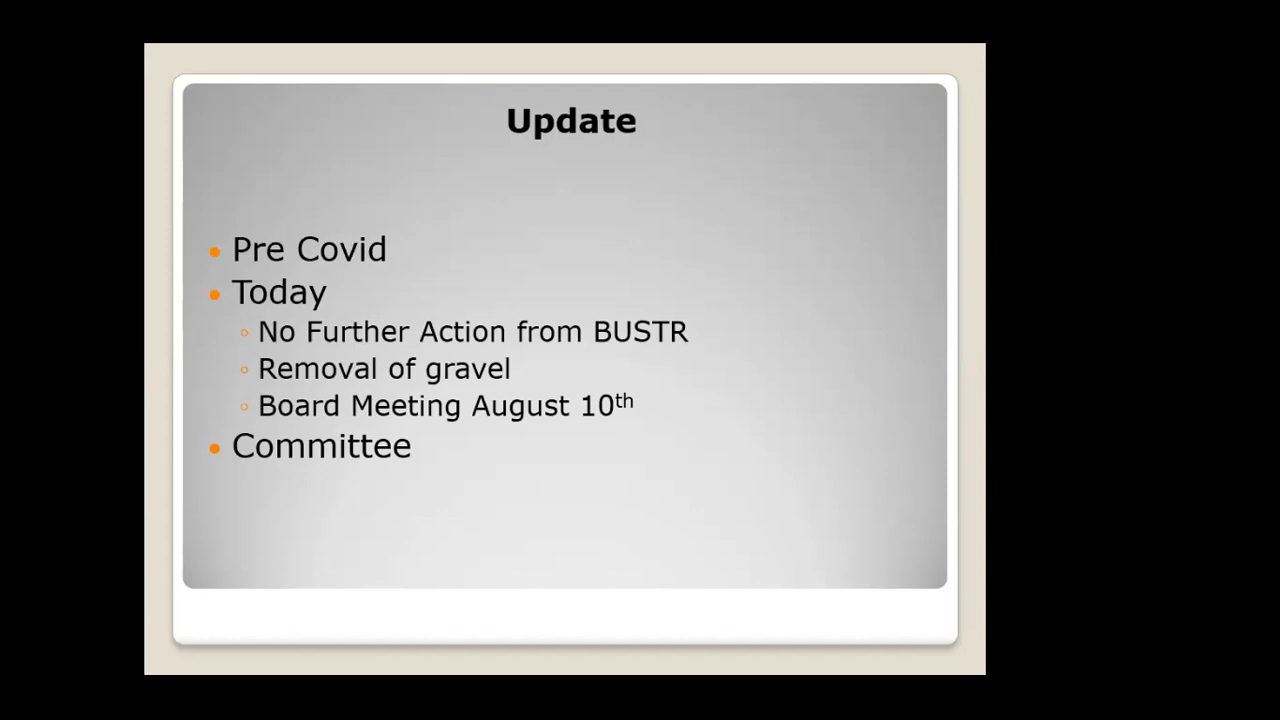 Update
Pre Covid
Today
No Further Action from BUSTR
Removal of gravel
Board Meeting August 10th
Committee